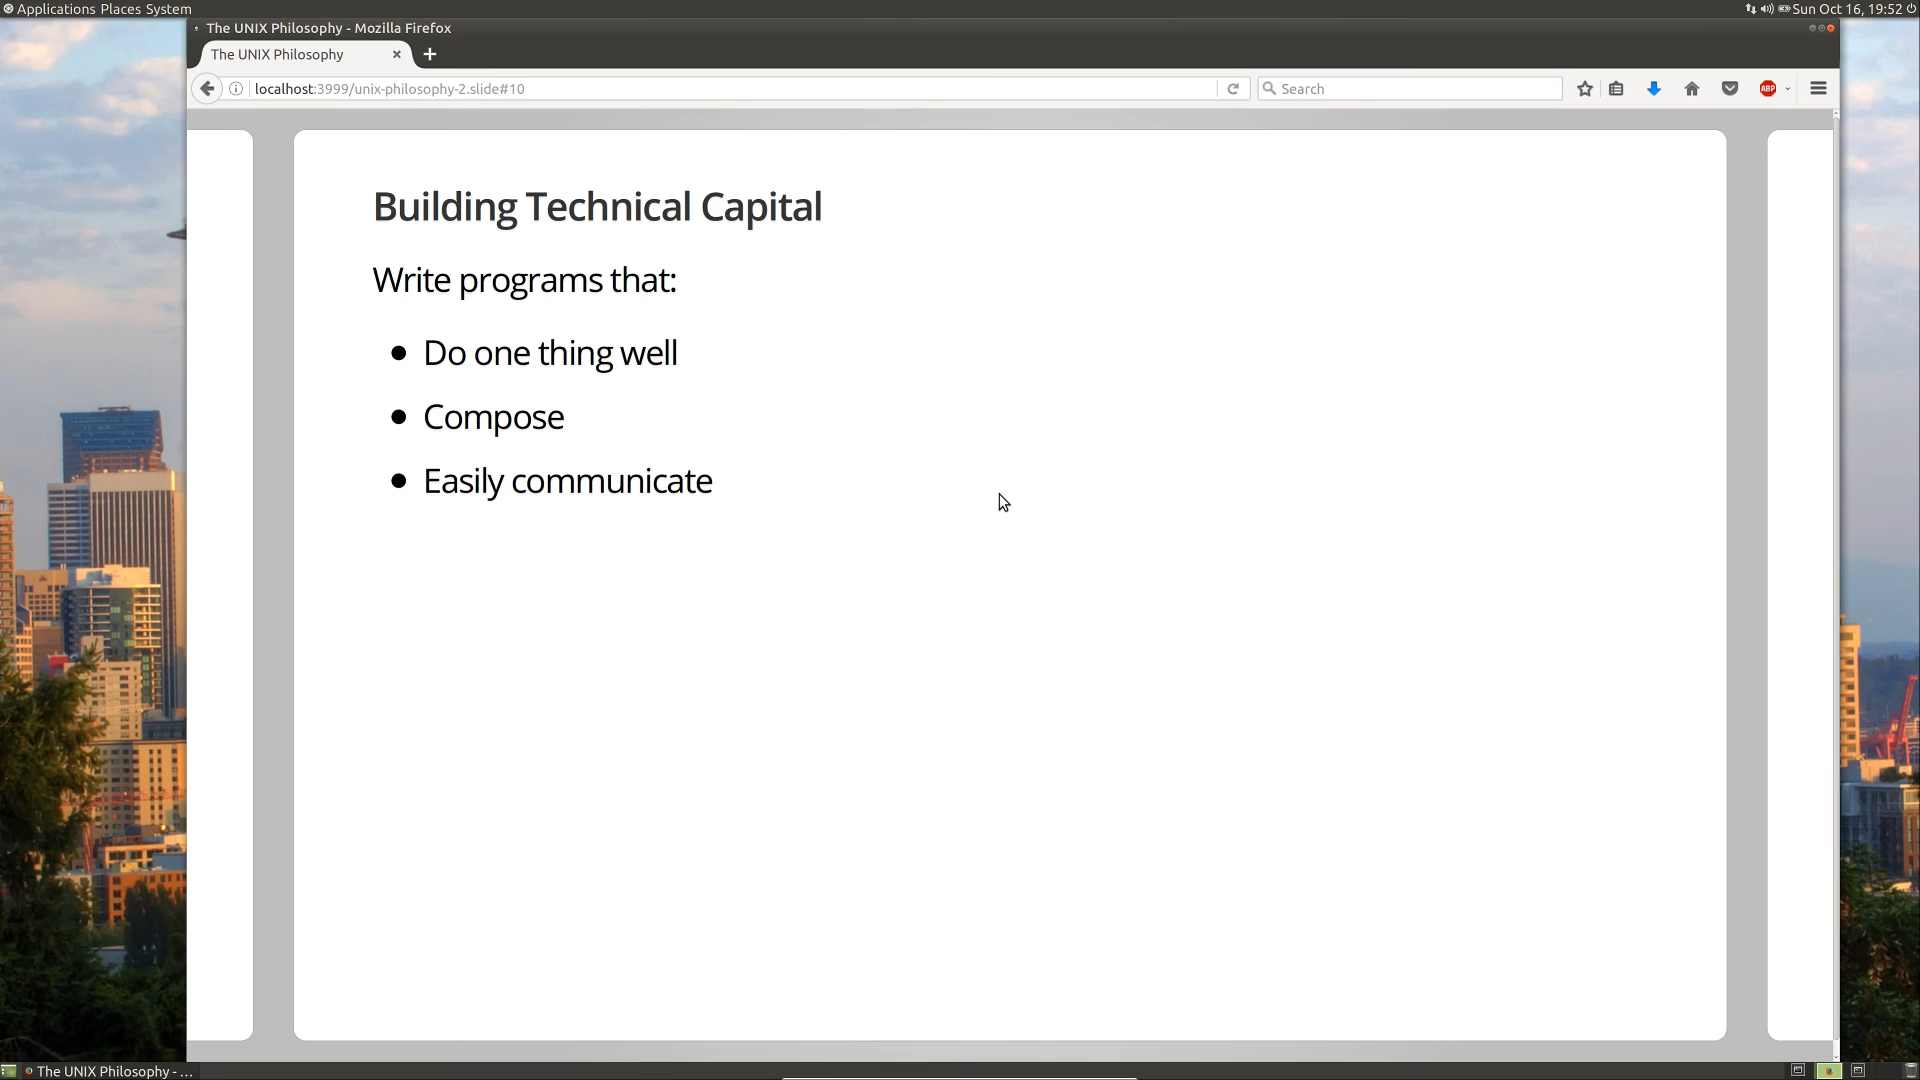 Applications Places System
Sun Oct 16, 19:52
The UNIX Philosophy - Mozilla Firefox
The UNIX Philosophy
localhost:3999/unix-philosophy-2.slide#10
Search
ABP
Building Technical Capital
Write programs that:
Do one thing well
Compose
Easily communicate
The UNIX Philosophy - ...